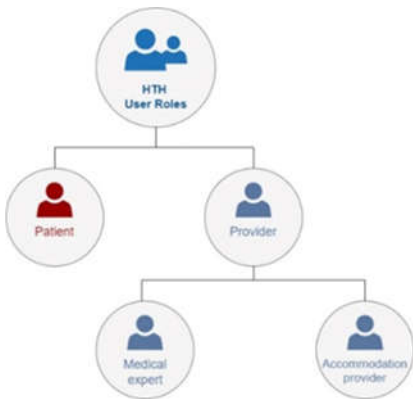 HTH
User Roles
Patient
Provider
Medical
expert
Accommodation
provider